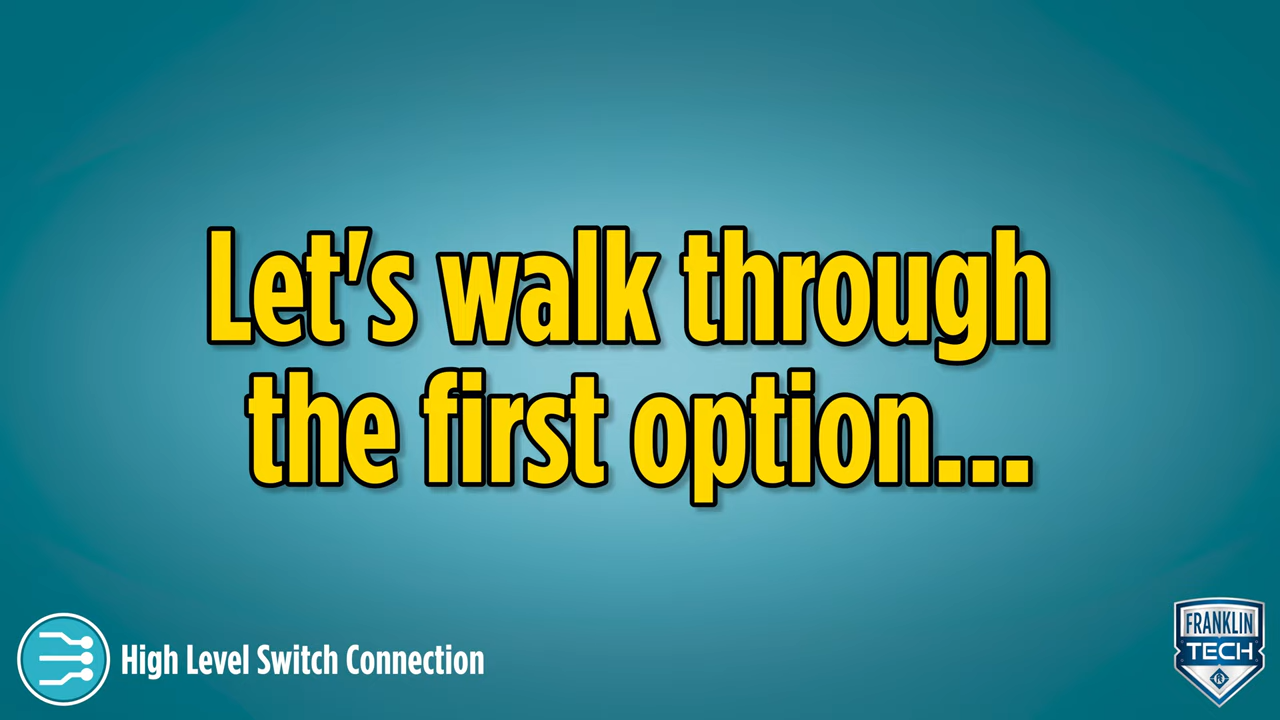 Let's walk through
the first option...
High Level Switch Connection
FRANKLIN
TECH